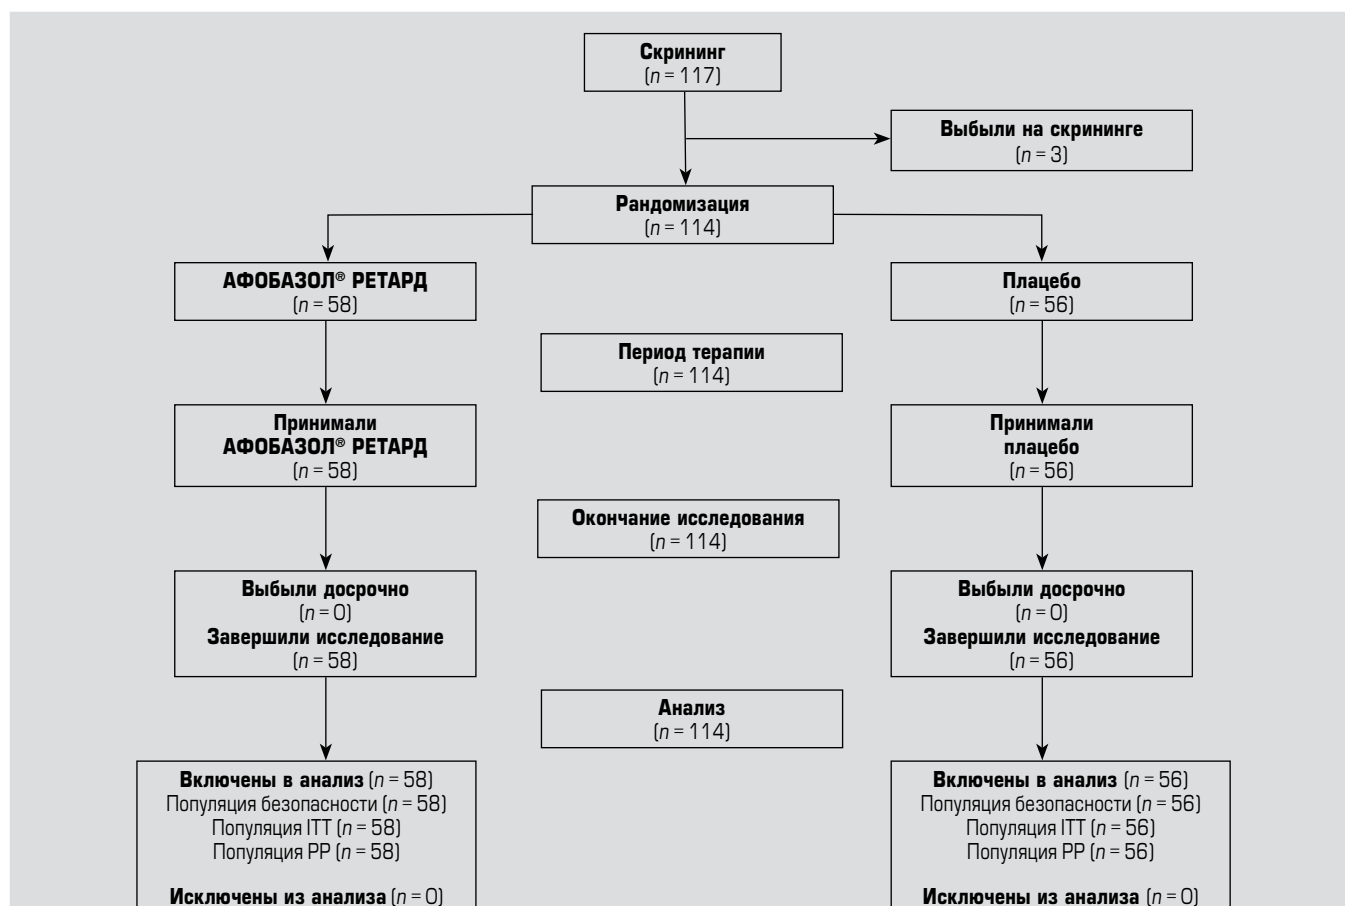 Скрининг
(n = 117)
Выбыли на скрининге
(n = 3)
Рандомизация
(n = 114)
АФОБАЗОЛ® РЕТАРД
(n = 58)
Плацебо
(n = 56)
Период терапии
(n = 114)
Принимали
АФОБАЗОЛ® РЕТАРД
(n = 58)
Принимали
плацебо
(n = 56)
Окончание исследования
(n = 114)
Выбыли досрочно
(n = 0)
Завершили исследование
(n = 58)
Выбыли досрочно
(n = 0)
Завершили исследование
(n = 56)
Анализ
(n = 114)
Включены в анализ (n = 58)
Популяция безопасности (n = 58)
Популяция ITT (n = 58)
Популяция PP (n = 58)
Исключены из анализа (n = 0)
Включены в анализ (n = 56)
Популяция безопасности (n = 56)
Популяция ITT (n = 56)
Популяция PP (n = 56)
Исключены из анализа (n = 0)